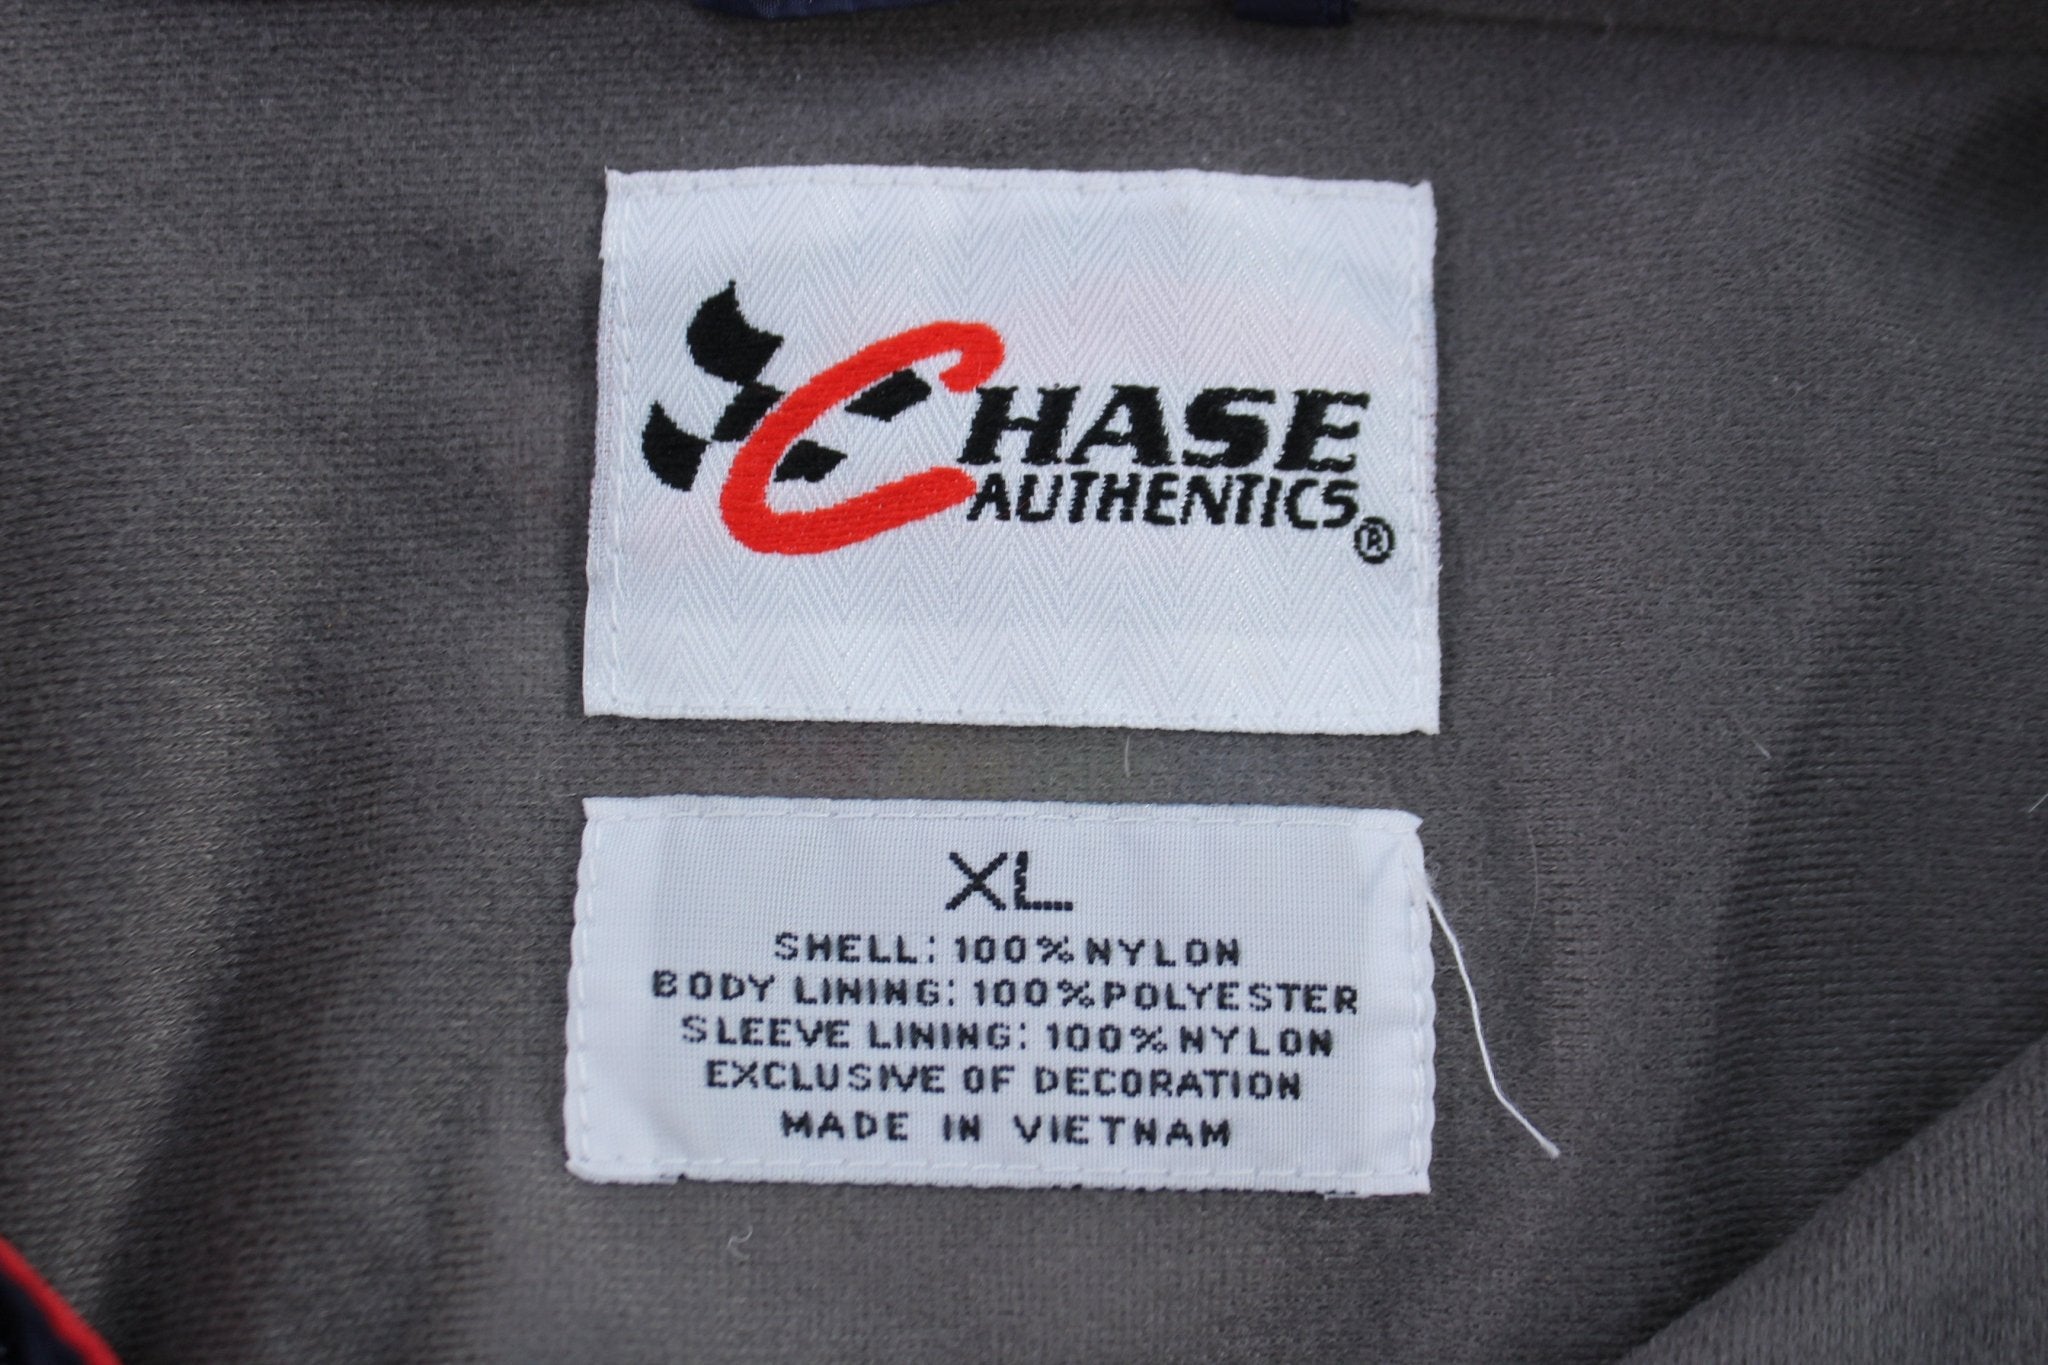 CHASE
AUTHENTICS®
XL
SHELL: 100% NYLON
BODY LINING: 100% POLYESTER
SLEEVE LINING: 100% NYLON
EXCLUSIVE OF DECORATION
MADE IN VIETNAM